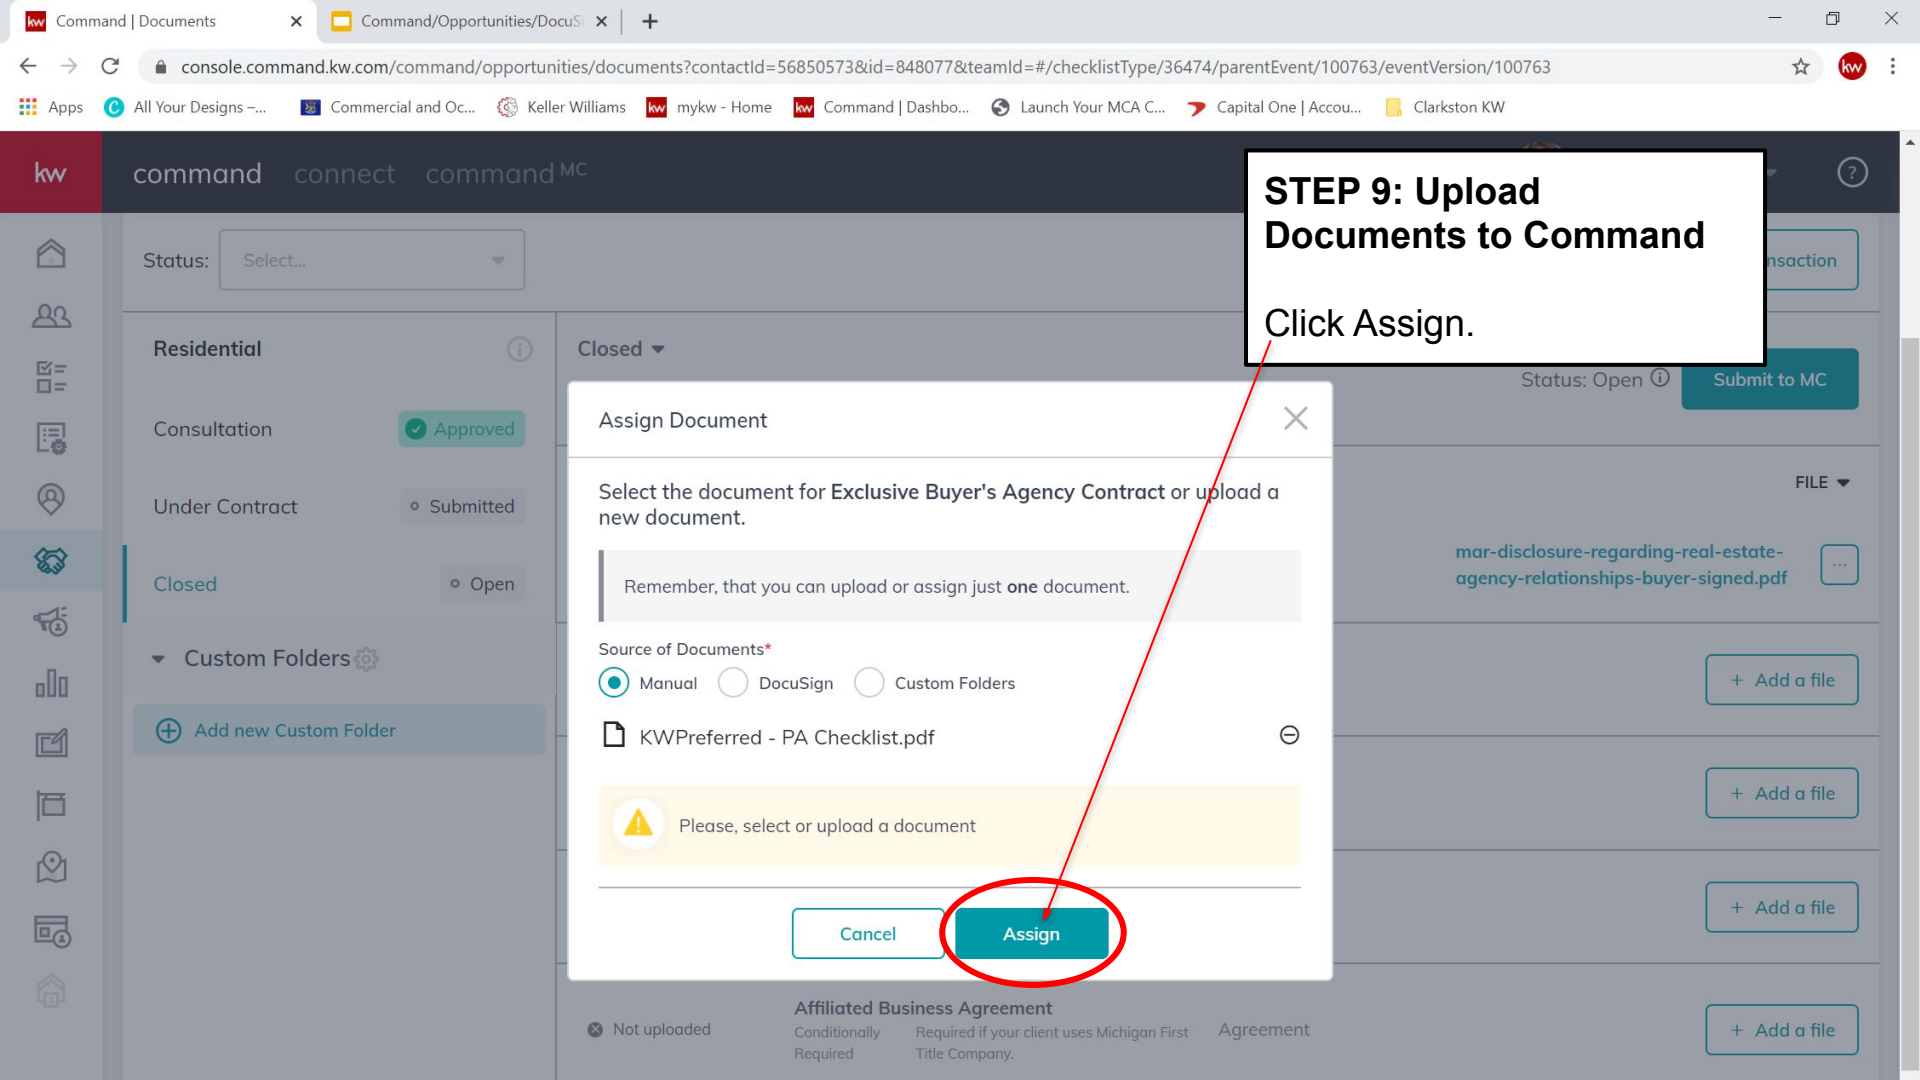 kw Command | Documents
Command/Opportunities/DocuSi
console.command.kw.com/command/opportunities/documents?contactId=56850573&id=848077&teamId=#/checklistType/36474/parentEvent/100763/eventVersion/100763
kw
Apps
All Your Designs –...
Commercial and Oc...
Keller Williams
kw mykw - Home
kw Command | Dashbo...
Launch Your MCA C...
Capital One | Accou...
Clarkston KW
kw
command connect command MC
?
STEP 9: Upload
Documents to Command
Click Assign.
Status: Select...
nsaction
Residential
Closed
Status: Open
Submit to MC
Consultation Approved
Under Contract Submitted
Closed Open
Custom Folders
Add new Custom Folder
FILE
mar-disclosure-regarding-real-estate-
agency-relationships-buyer-signed.pdf
...
+ Add a file
+ Add a file
+ Add a file
Assign Document
Select the document for Exclusive Buyer's Agency Contract or upload a
new document.
Remember, that you can upload or assign just one document.
Source of Documents*
Manual DocuSign Custom Folders
KWPreferred - PA Checklist.pdf
Please, select or upload a document
Cancel Assign
Not uploaded
Affiliated Business Agreement
Conditionally
Required
Required if your client uses Michigan First
Title Company.
Agreement
+ Add a file